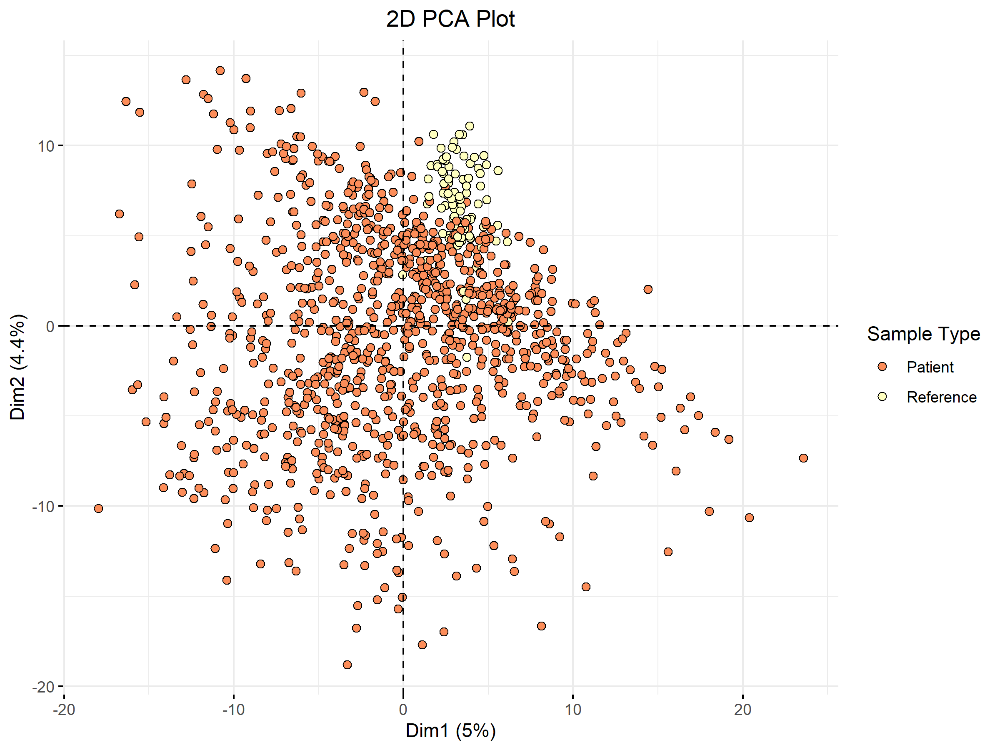 2D PCA Plot
Dim2 (4.4%)
10
0
-10
-20
-20
-10
0
10
20
Dim1 (5%)
Sample Type
Patient
Reference